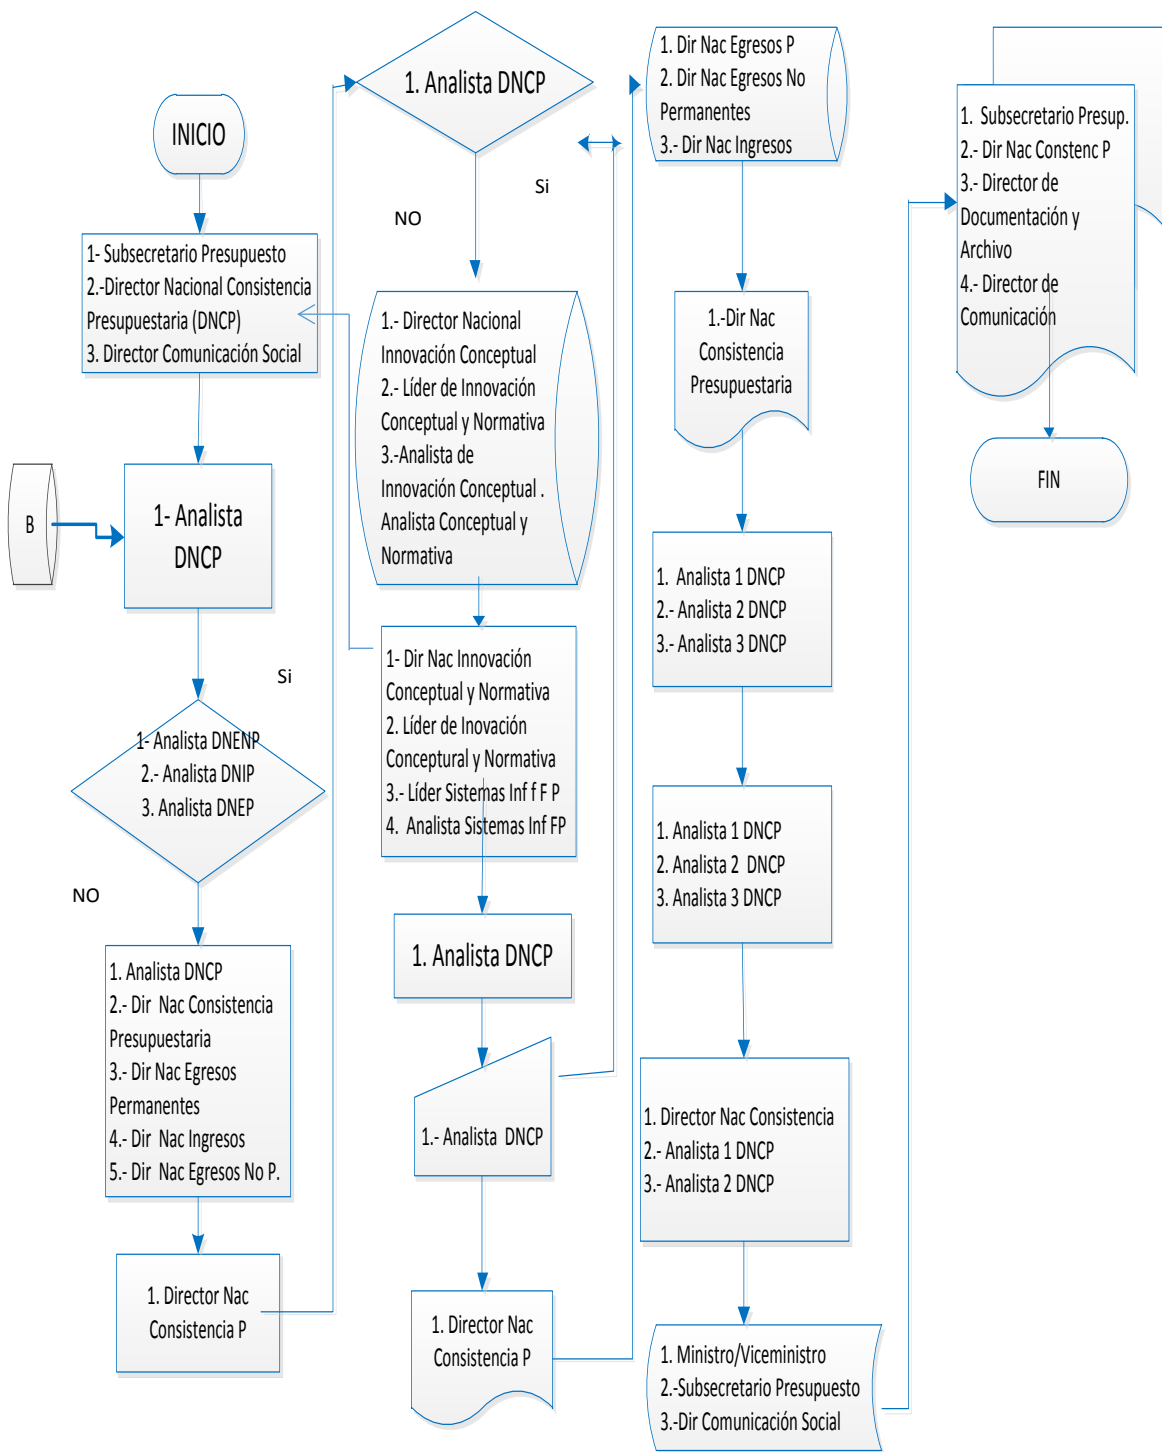 INICIO
1- Subsecretario Presupuesto
2.-Director Nacional Consistencia
Presupuestaria (DNCP)
3. Director Comunicación Social
B
1- Analista
DNCP
Si
1- Analista DNENP
2.- Analista DNIP
3. Analista DNEP
NO
1. Analista DNCP
2.- Dir Nac Consistencia
Presupuestaria
3.- Dir Nac Egresos
Permanentes
4.- Dir Nac Ingresos
5.- Dir Nac Egresos No P.
1. Director Nac
Consistencia P
1. Analista DNCP
Si
NO
1.- Director Nacional
Innovación Conceptual
2.- Líder de Innovación
Conceptual y Normativa
3.-Analista de
Innovación Conceptual .
Analista Conceptual y
Normativa
1- Dir Nac Innovación
Conceptual y Normativa
2. Líder de Inovación
Conceptural y Normativa
3.- Líder Sistemas Inf f F P
4. Analista Sistemas Inf FP
1. Analista DNCP
1.- Analista DNCP
1. Director Nac
Consistencia P
1. Dir Nac Egresos P
2. Dir Nac Egresos No
Permanentes
3.- Dir Nac Ingresos
1.-Dir Nac
Consistencia
Presupuestaria
1. Analista 1 DNCP
2.- Analista 2 DNCP
3.- Analista 3 DNCP
1. Analista 1 DNCP
2. Analista 2 DNCP
3. Analista 3 DNCP
1. Director Nac Consistencia
2.- Analista 1 DNCP
3.- Analista 2 DNCP
1. Ministro/Viceministro
2.-Subsecretario Presupuesto
3.-Dir Comunicación Social
1. Subsecretario Presup.
2.- Dir Nac Constenc P
3.- Director de
Documentación y
Archivo
4.- Director de
Comunicación
FIN